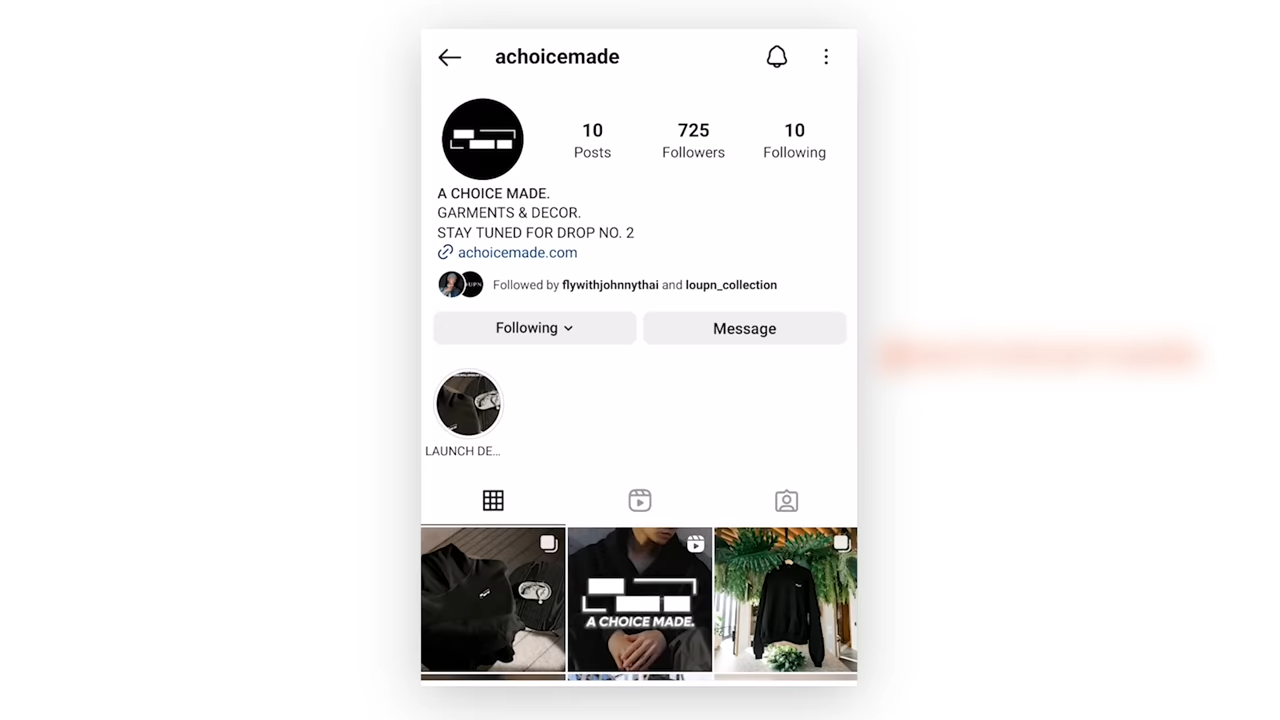 achoicemade
10 725 10
Posts Followers Following
A CHOICE MADE.
GARMENTS & DECOR.
STAY TUNED FOR DROP NO. 2
achoicemade.com
Followed by flywithjohnnythai and loupn_collection
Following Message
LAUNCH DE...
A CHOICE MADE.